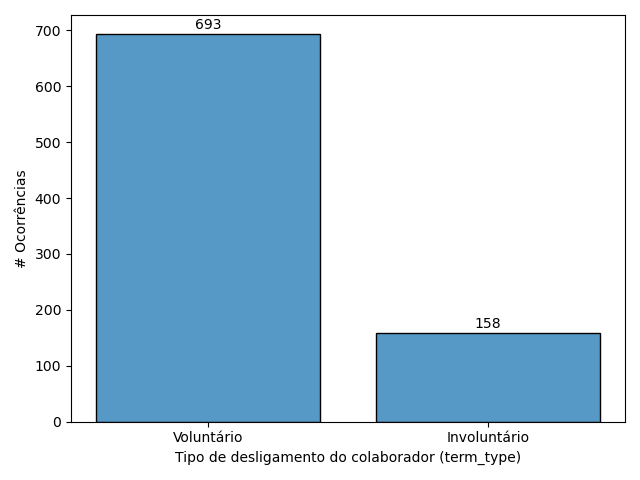 693
158
700
600
500
400
300
200
100
0
# Ocorrências
Voluntário
Involuntário
Tipo de desligamento do colaborador (term_type)